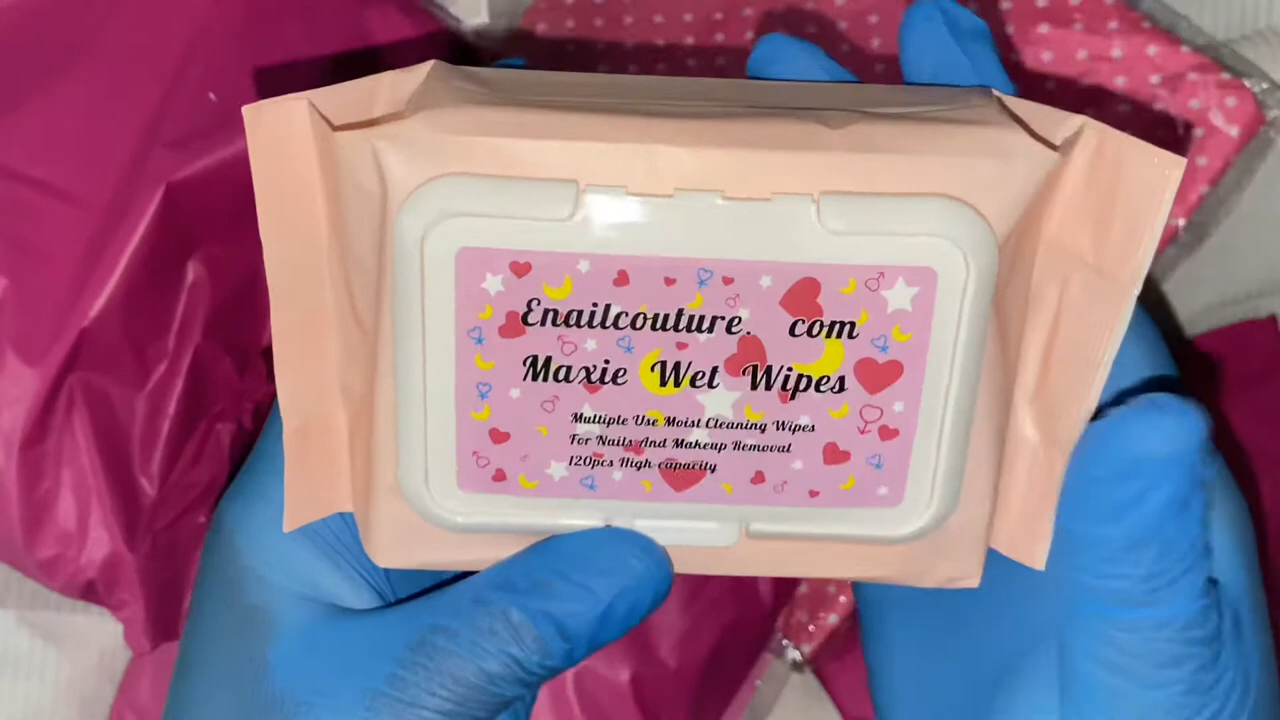 Enailcouture. com
Maxie Wet Wipes
Multiple Use Moist Cleaning Wipes
For Nails And Makeup Removal
120pcs High-capacity